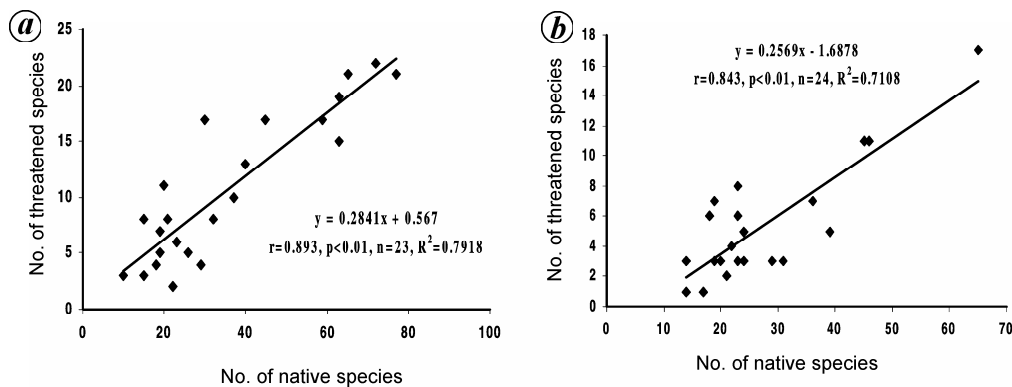 a
No. of threatened species
25
20
15
10
5
0
y = 0.2841x + 0.567
r=0.893, p<0.01, n=23, R²=0.7918
0 20 40 60 80 100
No. of native species
b
No. of threatened species
18
16
14
12
10
8
6
4
2
0
y = 0.2569x - 1.6878
r=0.843, p<0.01, n=24, R²=0.7108
0 10 20 30 40 50 60 70
No. of native species